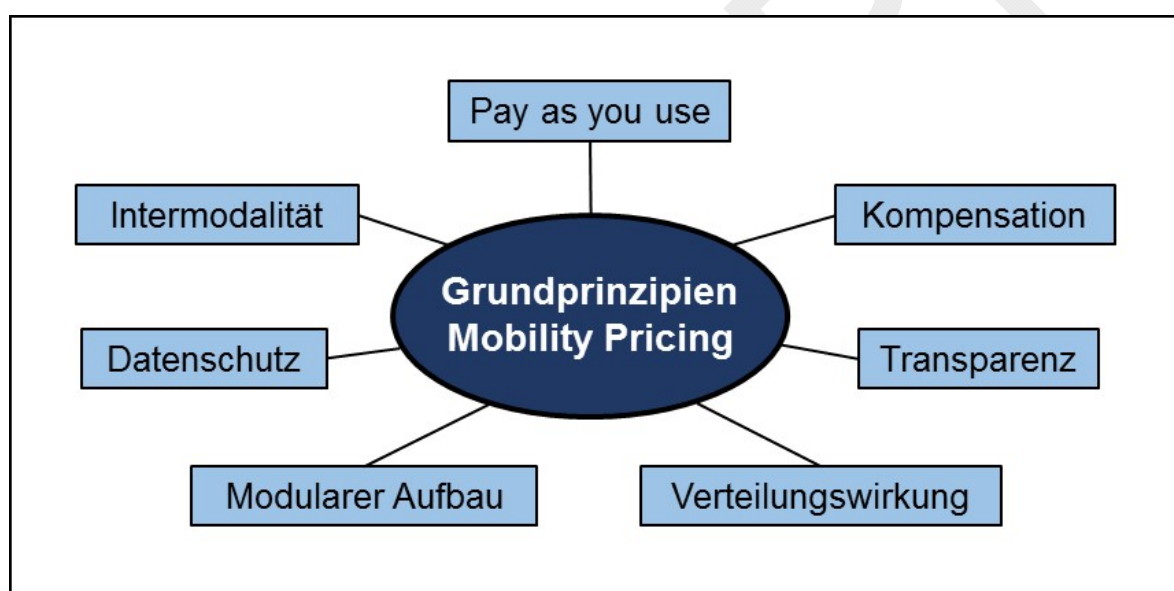 Pay as you use
Intermodalität
Kompensation
Grundprinzipien
Mobility Pricing
Datenschutz
Transparenz
Modularer Aufbau
Verteilungswirkung